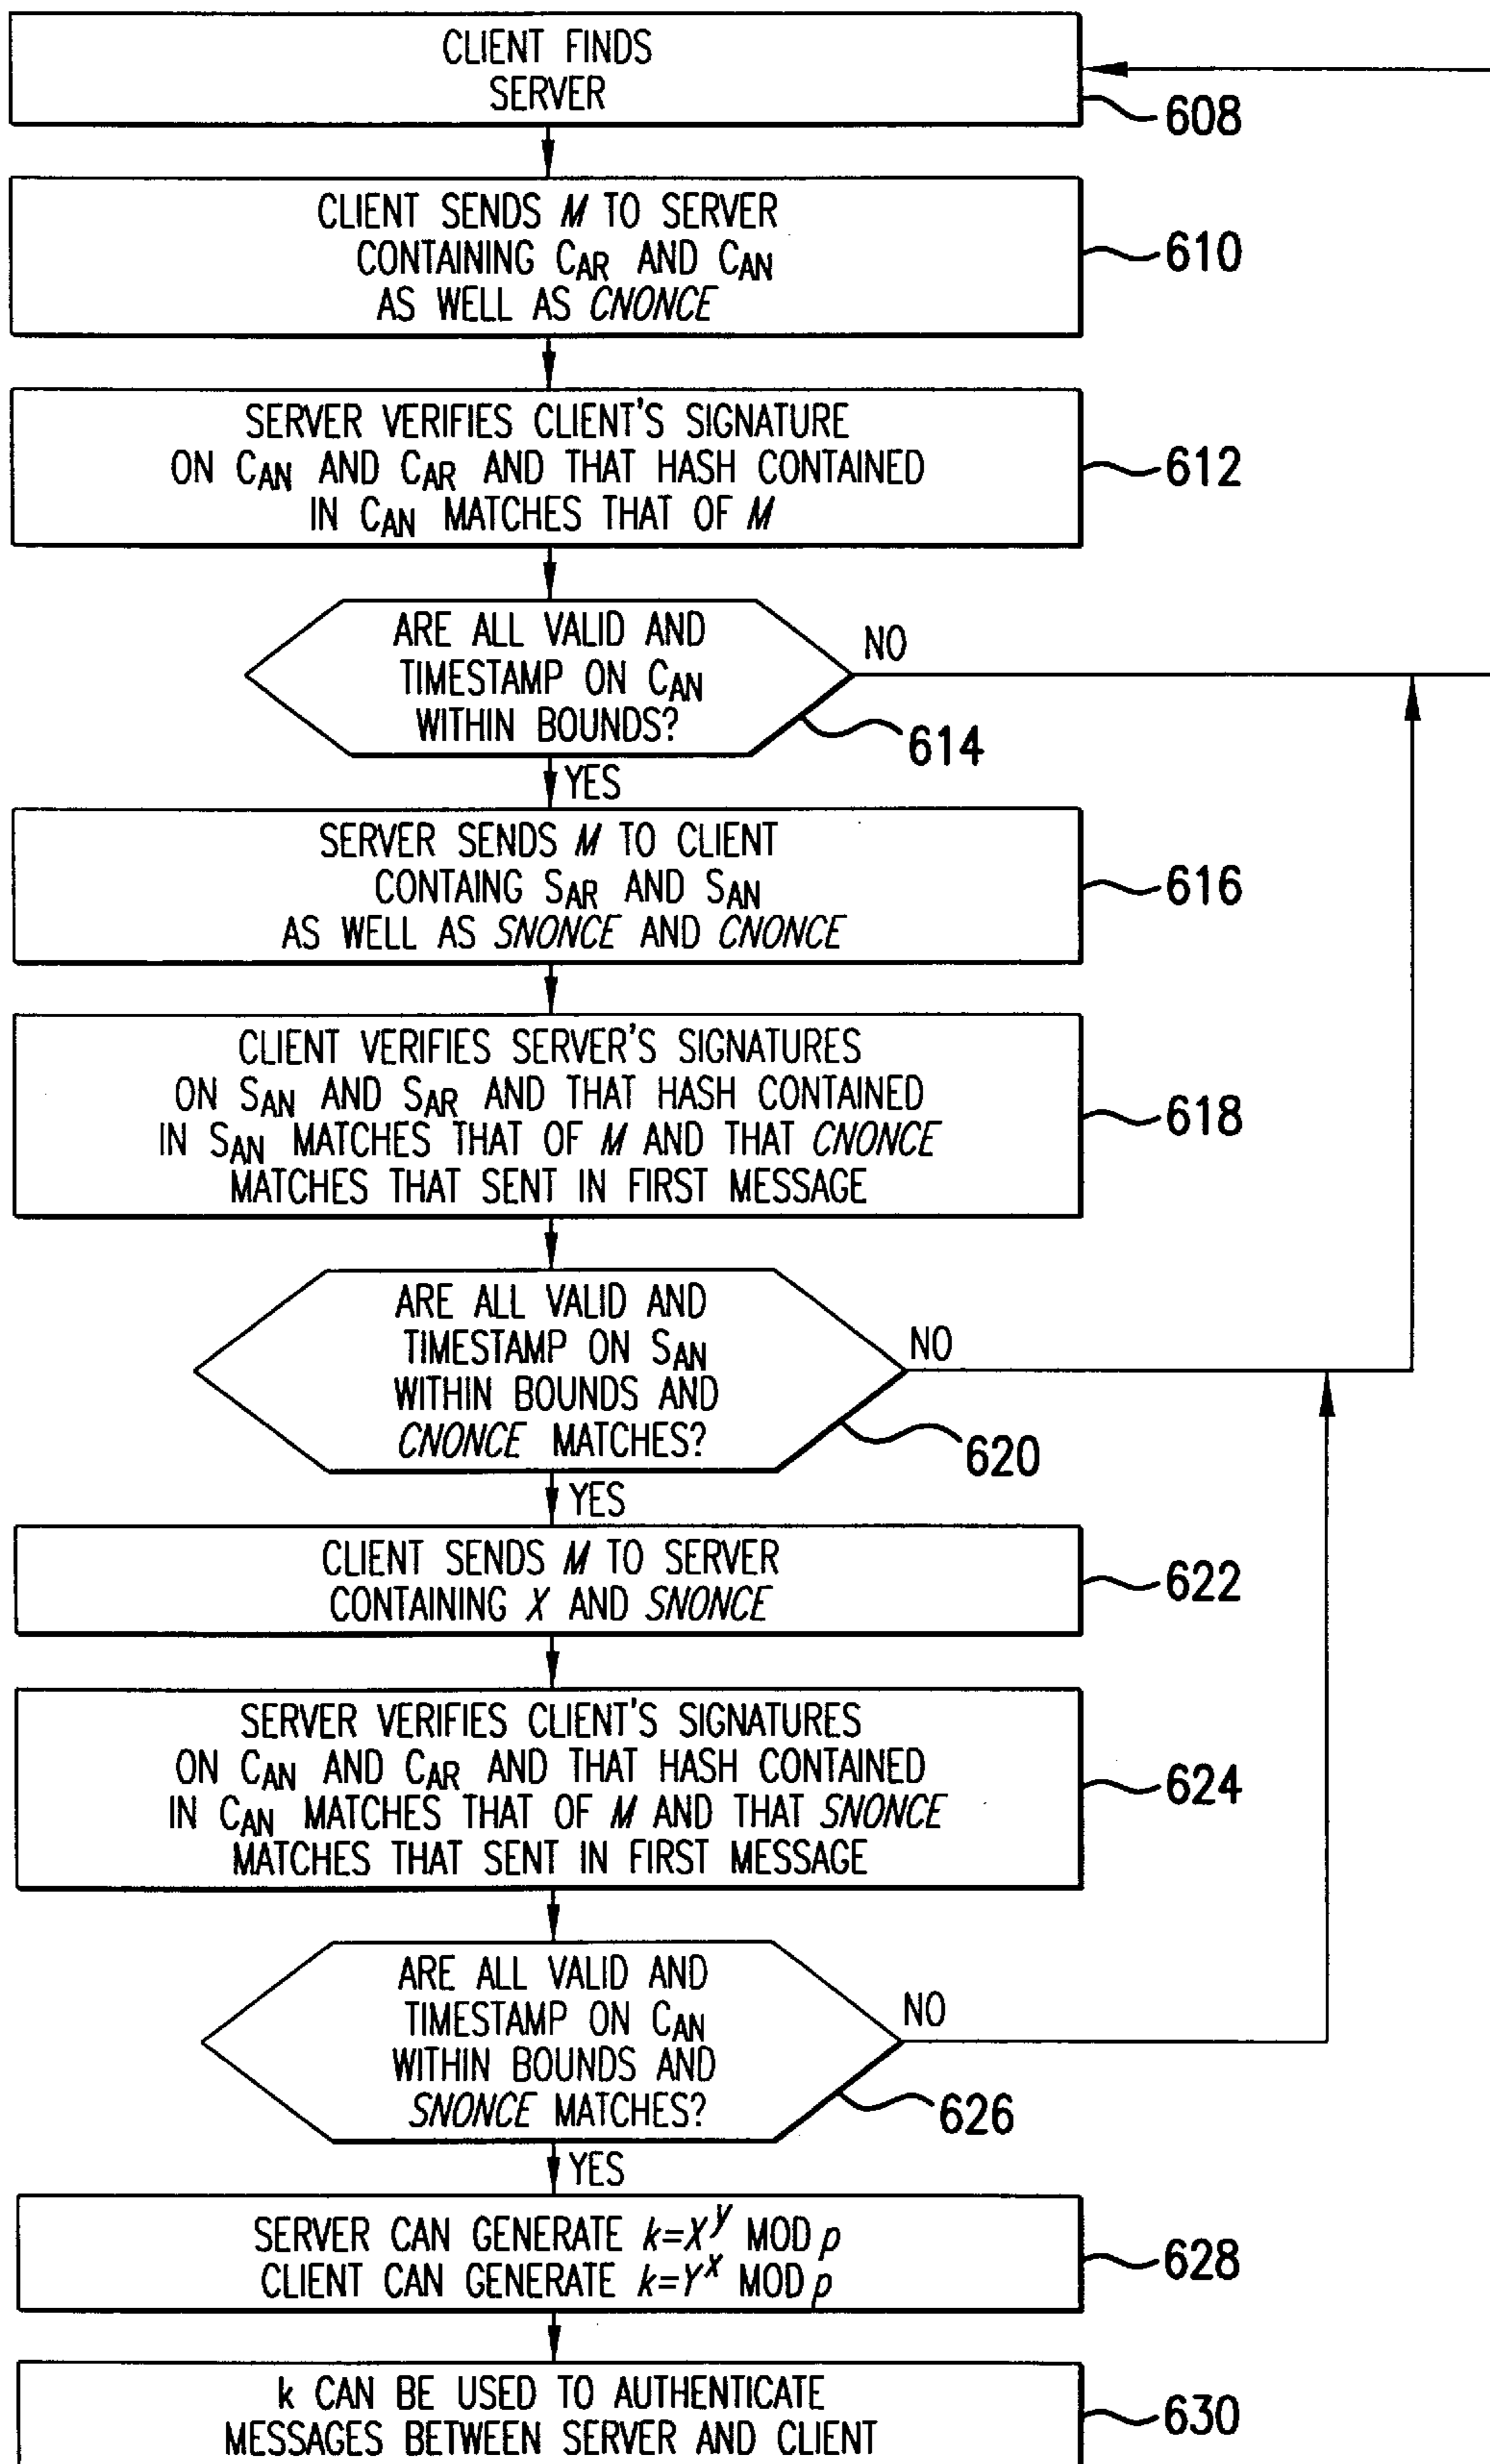 CLIENT FINDS
SERVER
608
CLIENT SENDS M TO SERVER
CONTAINING CAR AND CAN
AS WELL AS CNONCE
610
SERVER VERIFIES CLIENT'S SIGNATURE
ON CAN AND CAR AND THAT HASH CONTAINED
IN CAN MATCHES THAT OF M
612
ARE ALL VALID AND
TIMESTAMP ON CAN
WITHIN BOUNDS?
NO
614
YES
SERVER SENDS M TO CLIENT
CONTAING SAR AND SAN
AS WELL AS SNONCE AND CNONCE
616
CLIENT VERIFIES SERVER'S SIGNATURES
ON SAN AND SAR AND THAT HASH CONTAINED
IN SAN MATCHES THAT OF M AND THAT CNONCE
MATCHES THAT SENT IN FIRST MESSAGE
618
ARE ALL VALID AND
TIMESTAMP ON SAN
WITHIN BOUNDS AND
CNONCE MATCHES?
NO
620
YES
CLIENT SENDS M TO SERVER
CONTAINING X AND SNONCE
622
SERVER VERIFIES CLIENT'S SIGNATURES
ON CAN AND CAR AND THAT HASH CONTAINED
IN CAN MATCHES THAT OF M AND THAT SNONCE
MATCHES THAT SENT IN FIRST MESSAGE
624
ARE ALL VALID AND
TIMESTAMP ON CAN
WITHIN BOUNDS AND
SNONCE MATCHES?
NO
626
YES
SERVER CAN GENERATE k=X^y MOD p
CLIENT CAN GENERATE k=Y^x MOD p
628
k CAN BE USED TO AUTHENTICATE
MESSAGES BETWEEN SERVER AND CLIENT
630